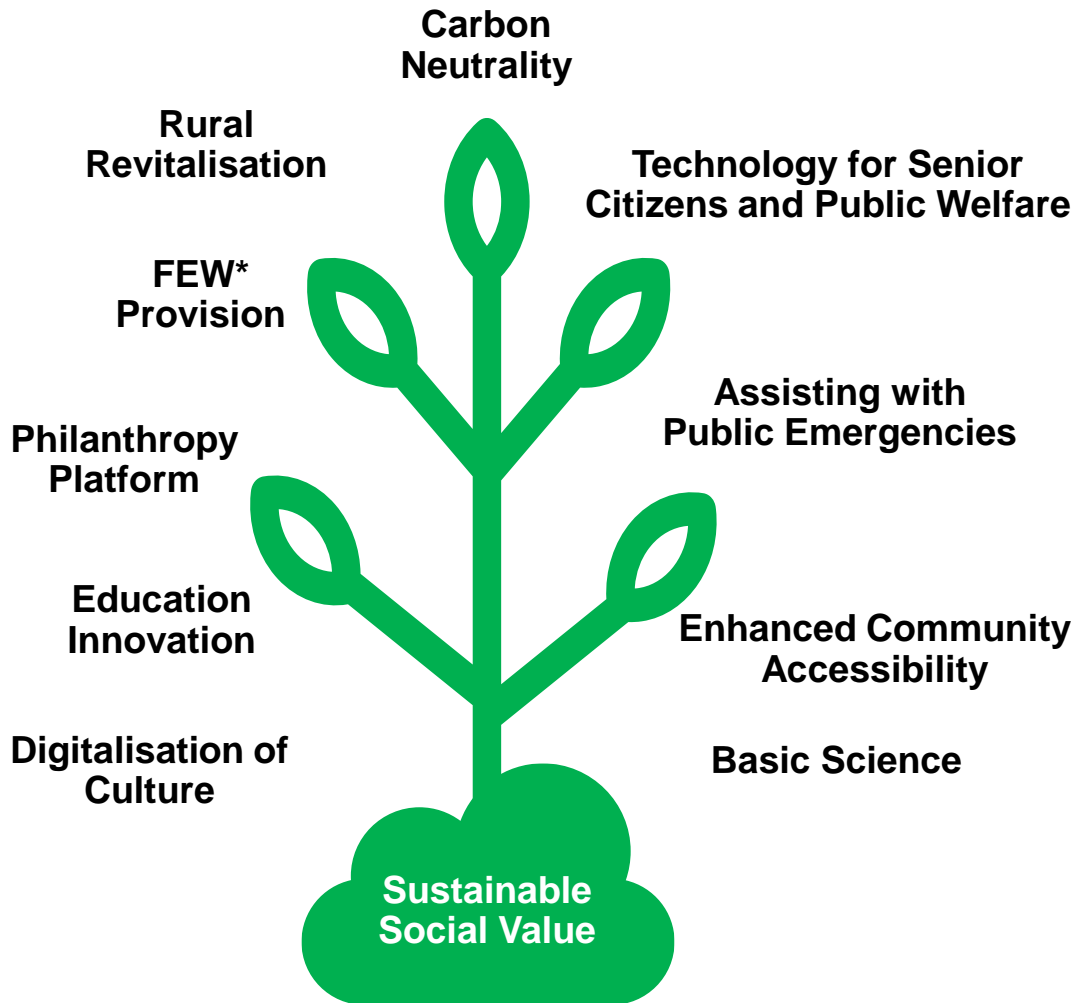 Carbon
Neutrality
Rural
Revitalisation
Technology for Senior
Citizens and Public Welfare
FEW*
Provision
Assisting with
Public Emergencies
Philanthropy
Platform
Education
Innovation
Enhanced Community
Accessibility
Digitalisation of
Culture
Basic Science
Sustainable
Social Value